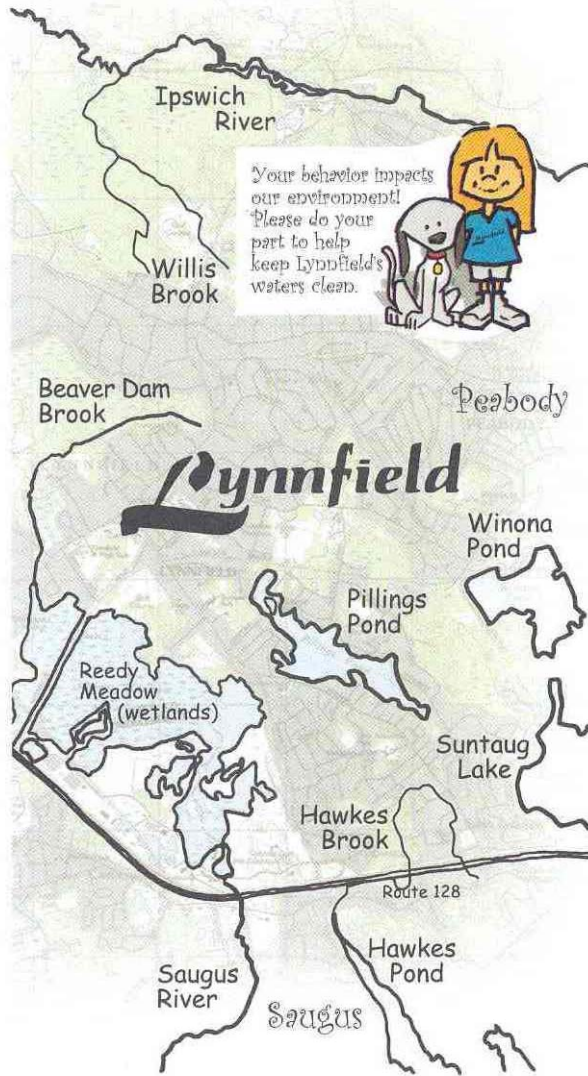 Ipswich
River
Your behavior impacts
our environment!
Please do your
part to help
keep Lynnfield's
waters clean.
Lynnfield
Willis
Brook
Beaver Dam
Brook
Peabody
Lynnfield
Winona
Pond
Pillings
Pond
Reedy
Meadow
(wetlands)
Suntaug
Lake
Hawkes
Brook
Route 128
Hawkes
Pond
Saugus
River
Saugus